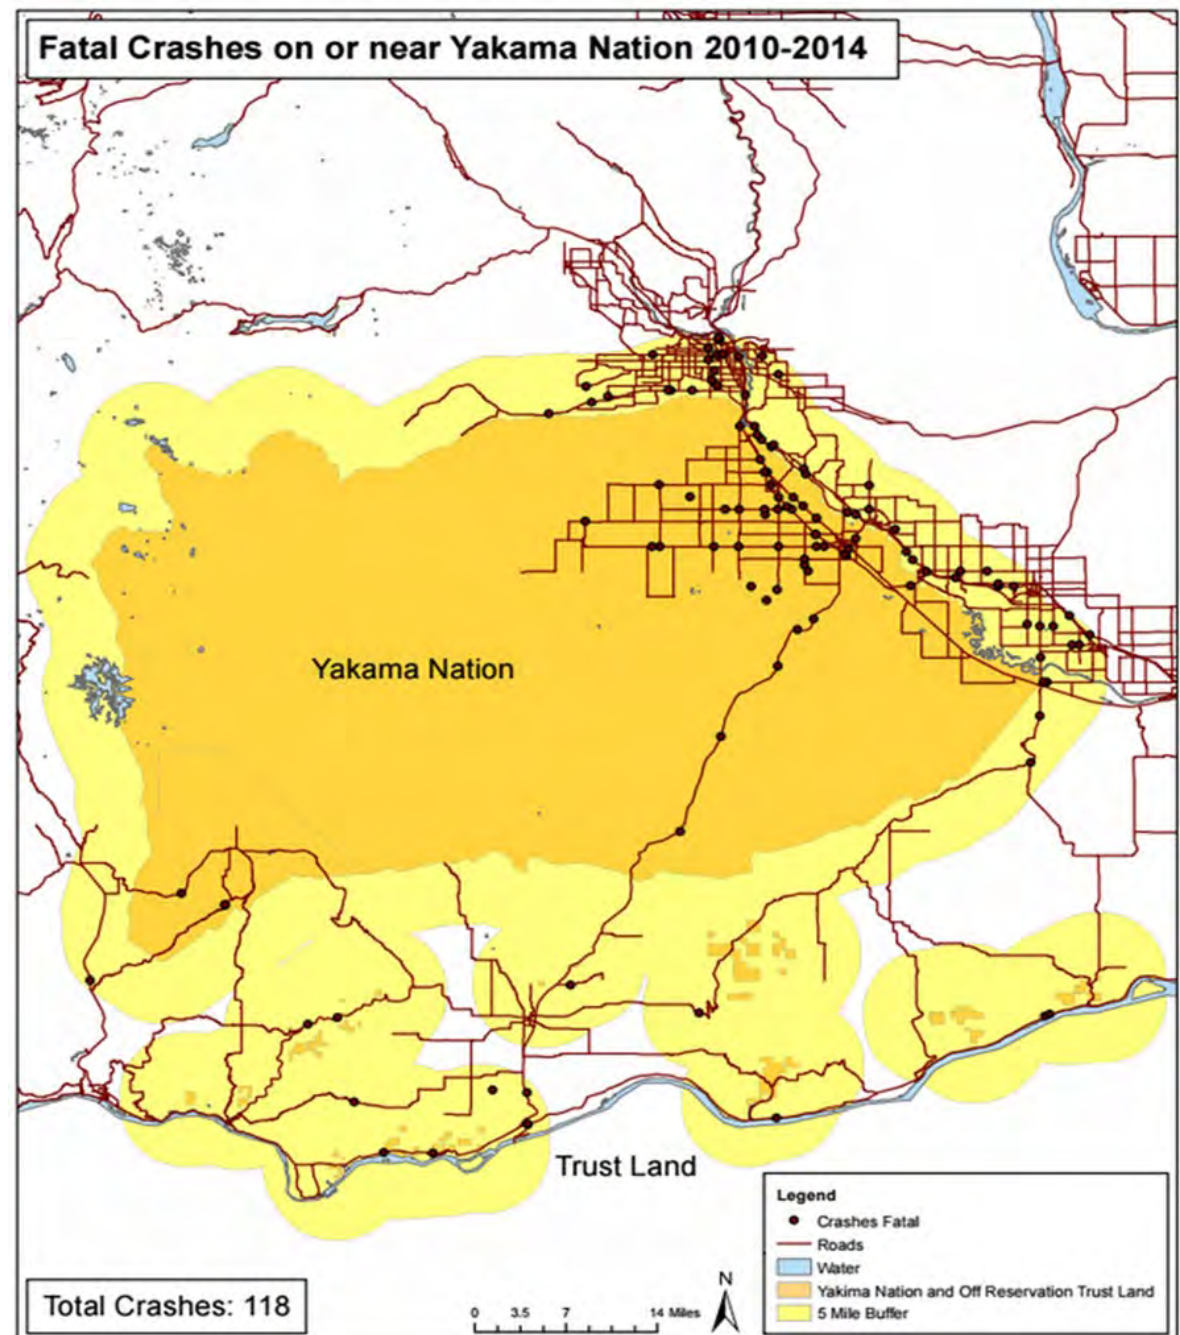 Fatal Crashes on or near Yakama Nation 2010-2014
Yakama Nation
Trust Land
Legend
Crashes Fatal
Roads
Water
Yakima Nation and Off Reservation Trust Land
5 Mile Buffer
Total Crashes: 118
0 3.5 7 14 Miles
N